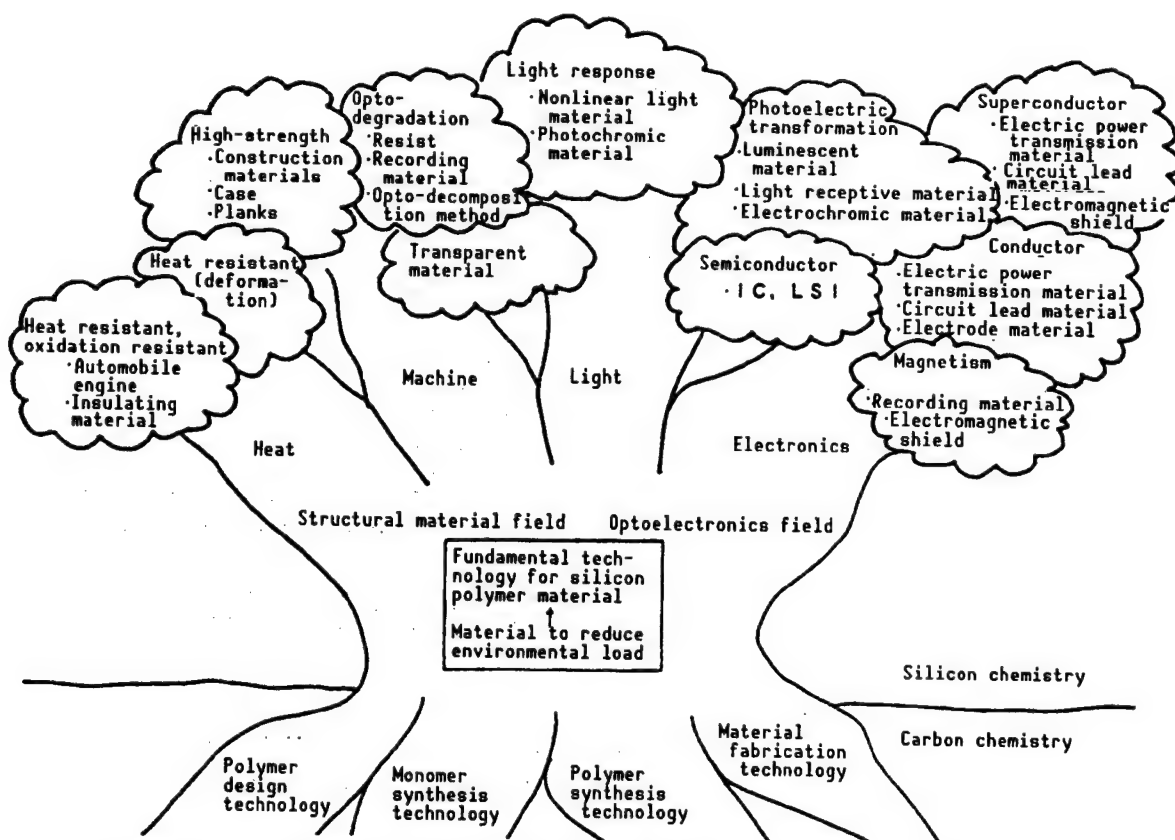 Light response
·Nonlinear light
material
·Photochromic
material
Opto-
degradation
·Resist
·Recording
material
·Opto-decomposi
tion method
High-strength
·Construction
materials
·Case
·Planks
Photoelectric
transformation
·Luminescent
material
·Light receptive material
·Electrochromic material
Superconductor
·Electric power
transmission
material
·Circuit lead
material
·Electromagnetic
shield
Heat resistant
(deforma-
tion)
Transparent
material
Semiconductor
·IC, LSI
Conductor
·Electric power
transmission material
·Circuit lead material
·Electrode material
Heat resistant,
oxidation resistant
·Automobile
engine
·Insulating
material
Magnetism
·Recording material
·Electromagnetic
shield
Heat
Machine
Light
Electronics
Structural material field
Optoelectronics field
Fundamental tech-
nology for silicon
polymer material
Material to reduce
environmental load
Silicon chemistry
Carbon chemistry
Polymer
design
technology
Monomer
synthesis
technology
Polymer
synthesis
technology
Material
fabrication
technology